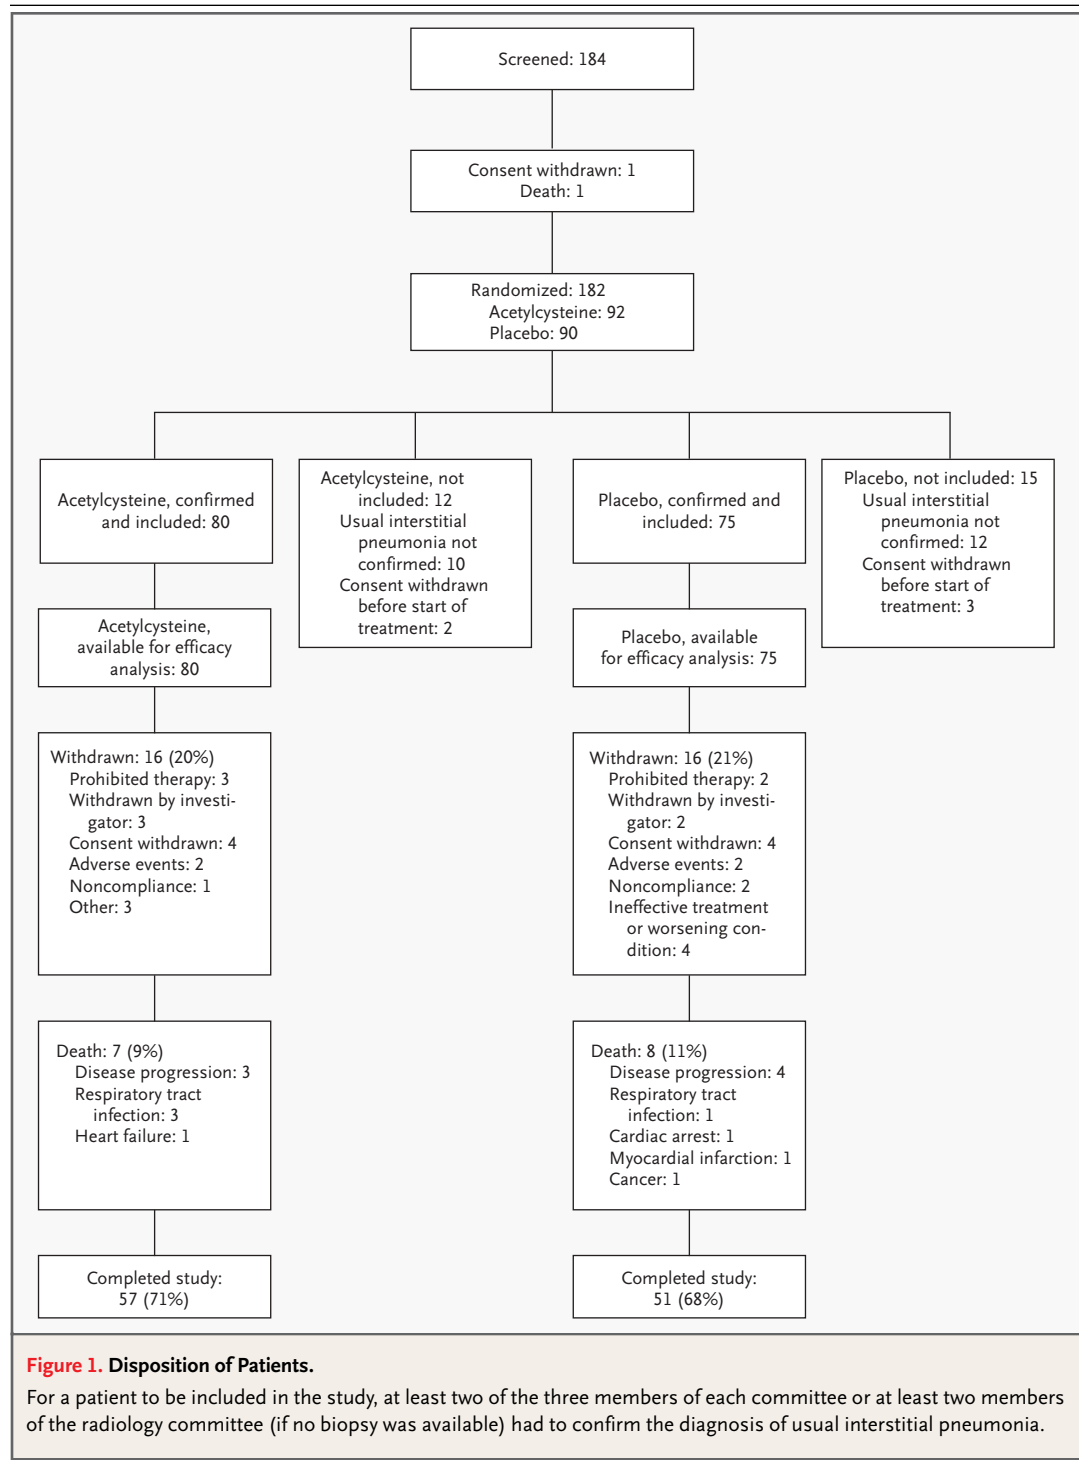 Screened: 184
Consent withdrawn: 1
Death: 1
Randomized: 182
Acetylcysteine: 92
Placebo: 90
Acetylcysteine, confirmed
and included: 80
Acetylcysteine, not
included: 12
Usual interstitial
pneumonia not
confirmed: 10
Consent withdrawn
before start of
treatment: 2
Placebo, confirmed and
included: 75
Placebo, not included: 15
Usual interstitial
pneumonia not
confirmed: 12
Consent withdrawn
before start of
treatment: 3
Acetylcysteine,
available for efficacy
analysis: 80
Placebo, available
for efficacy analysis: 75
Withdrawn: 16 (20%)
Prohibited therapy: 3
Withdrawn by investi-
gator: 3
Consent withdrawn: 4
Adverse events: 2
Noncompliance: 1
Other: 3
Withdrawn: 16 (21%)
Prohibited therapy: 2
Withdrawn by investi-
gator: 2
Consent withdrawn: 4
Adverse events: 2
Noncompliance: 2
Ineffective treatment
or worsening con-
dition: 4
Death: 7 (9%)
Disease progression: 3
Respiratory tract
infection: 3
Heart failure: 1
Death: 8 (11%)
Disease progression: 4
Respiratory tract
infection: 1
Cardiac arrest: 1
Myocardial infarction: 1
Cancer: 1
Completed study:
57 (71%)
Completed study:
51 (68%)
Figure 1. Disposition of Patients.
For a patient to be included in the study, at least two of the three members of each committee or at least two members
of the radiology committee (if no biopsy was available) had to confirm the diagnosis of usual interstitial pneumonia.